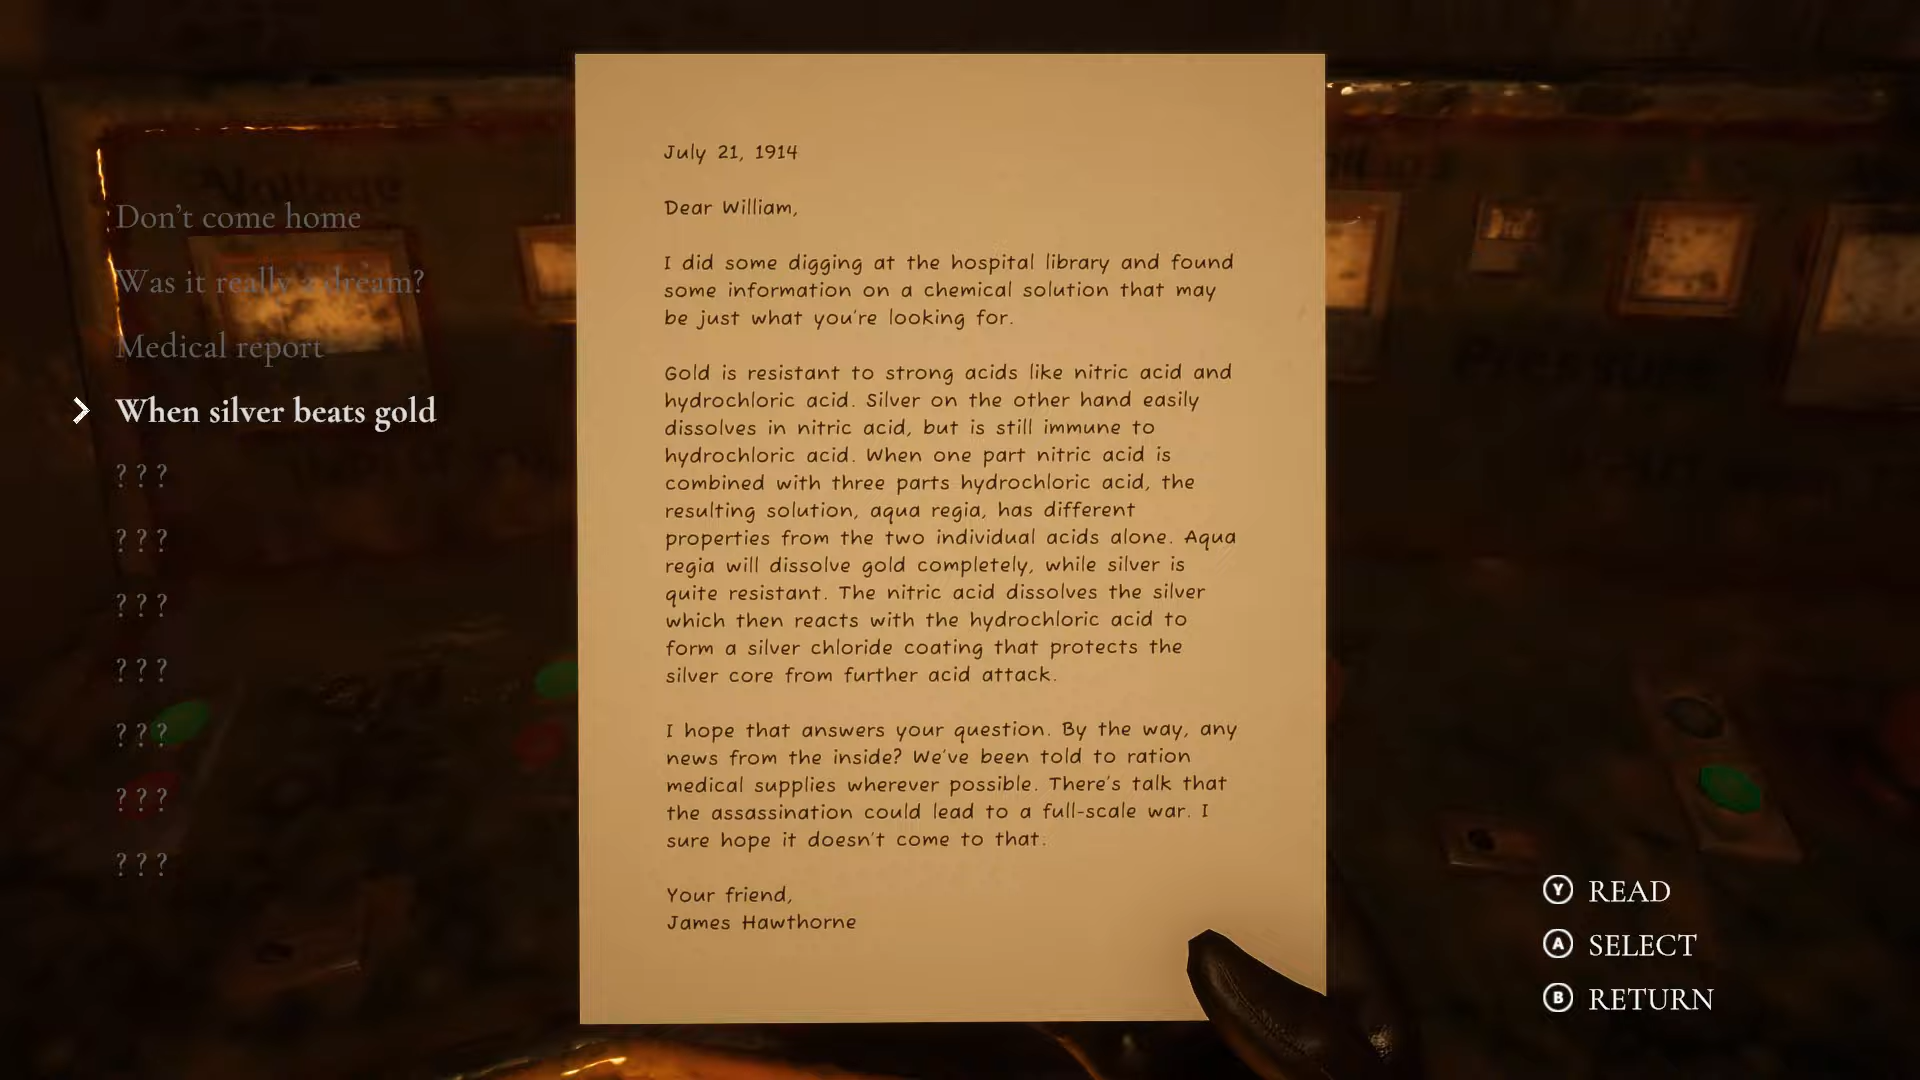 Don't come home
Was it really a dream?
Medical report
When silver beats gold
???
???
???
???
???
???
???
July 21, 1914
Dear William,
I did some digging at the hospital library and found
some information on a chemical solution that may
be just what you're looking for.
Gold is resistant to strong acids like nitric acid and
hydrochloric acid. Silver on the other hand easily
dissolves in nitric acid, but is still immune to
hydrochloric acid. When one part nitric acid is
combined with three parts hydrochloric acid, the
resulting solution, aqua regia, has different
properties from the two individual acids alone. Aqua
regia will dissolve gold completely, while silver is
quite resistant. The nitric acid dissolves the silver
which then reacts with the hydrochloric acid to
form a silver chloride coating that protects the
silver core from further acid attack.
I hope that answers your question. By the way, any
news from the inside? We've been told to ration
medical supplies wherever possible. There's talk that
the assassination could lead to a full-scale war. I
sure hope it doesn't come to that.
Your friend,
James Hawthorne
Voltage
Pressure
Y READ
A SELECT
B RETURN